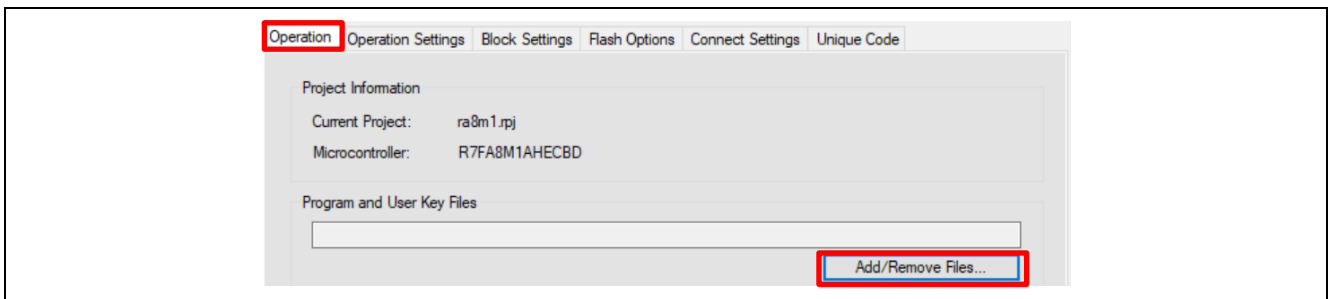 Operation Operation Settings Block Settings Flash Options Connect Settings Unique Code
Project Information
Current Project: ra8m1.rpj
Microcontroller: R7FA8M1AHECBD
Program and User Key Files
Add/Remove Files...